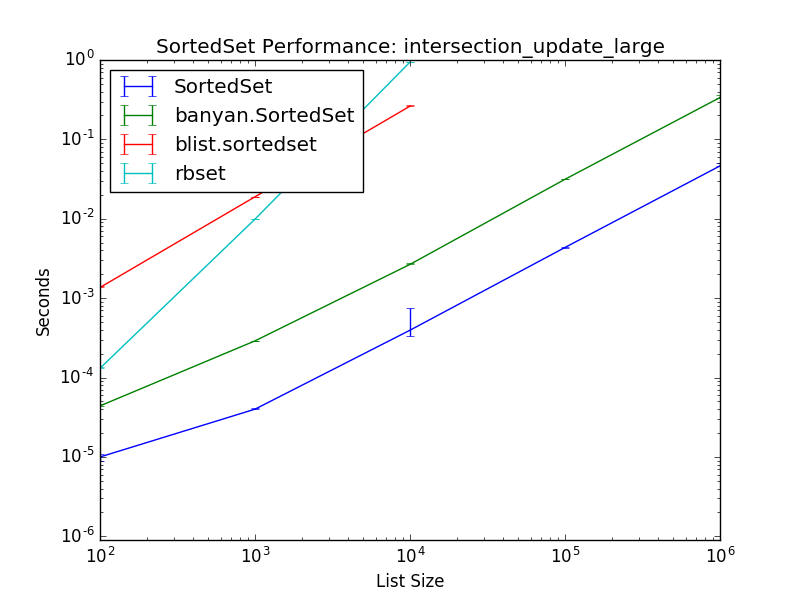 SortedSet Performance: intersection_update_large
SortedSet
banyan.SortedSet
blist.sortedset
rbset
10^0
10^-1
10^-2
10^-3
10^-4
10^-5
10^-6
Seconds
10^2 10^3 10^4 10^5 10^6
List Size